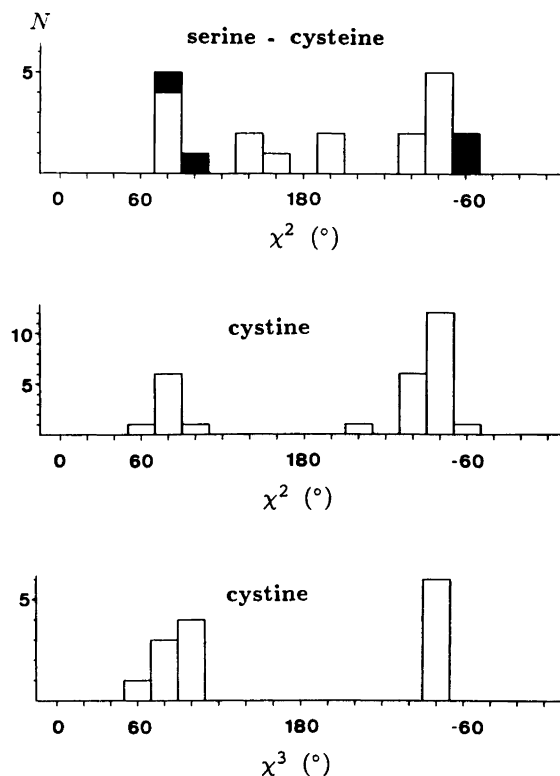 N
serine - cysteine
5
0 60 180 -60
χ² (°)
cystine
10
5
0 60 180 -60
χ² (°)
cystine
5
0 60 180 -60
χ³ (°)